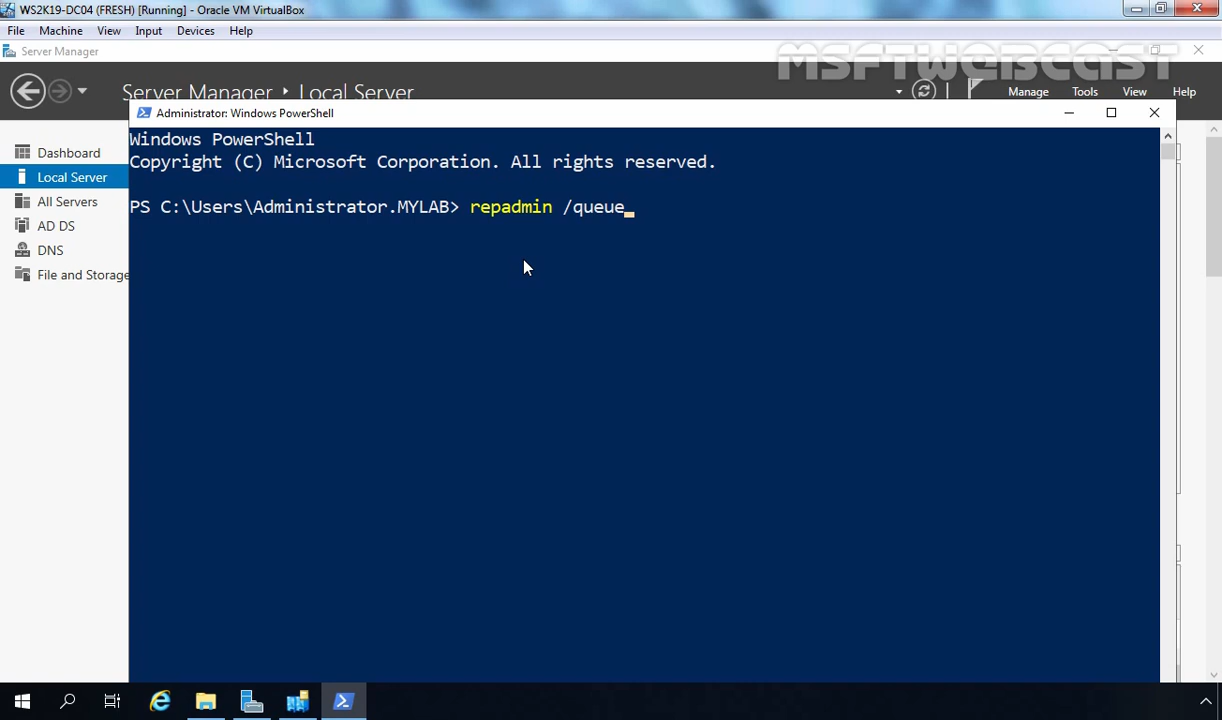 WS2K19-DC04 (FRESH) [Running] - Oracle VM VirtualBox
File Machine View Input Devices Help
Server Manager
MSFTWEBCAST
Server Manager ▸ Local Server
Manage Tools View Help
Administrator: Windows PowerShell
Dashboard
Local Server
All Servers
AD DS
DNS
File and Storage
Windows PowerShell
Copyright (C) Microsoft Corporation. All rights reserved.
PS C:\Users\Administrator.MYLAB> repadmin /queue